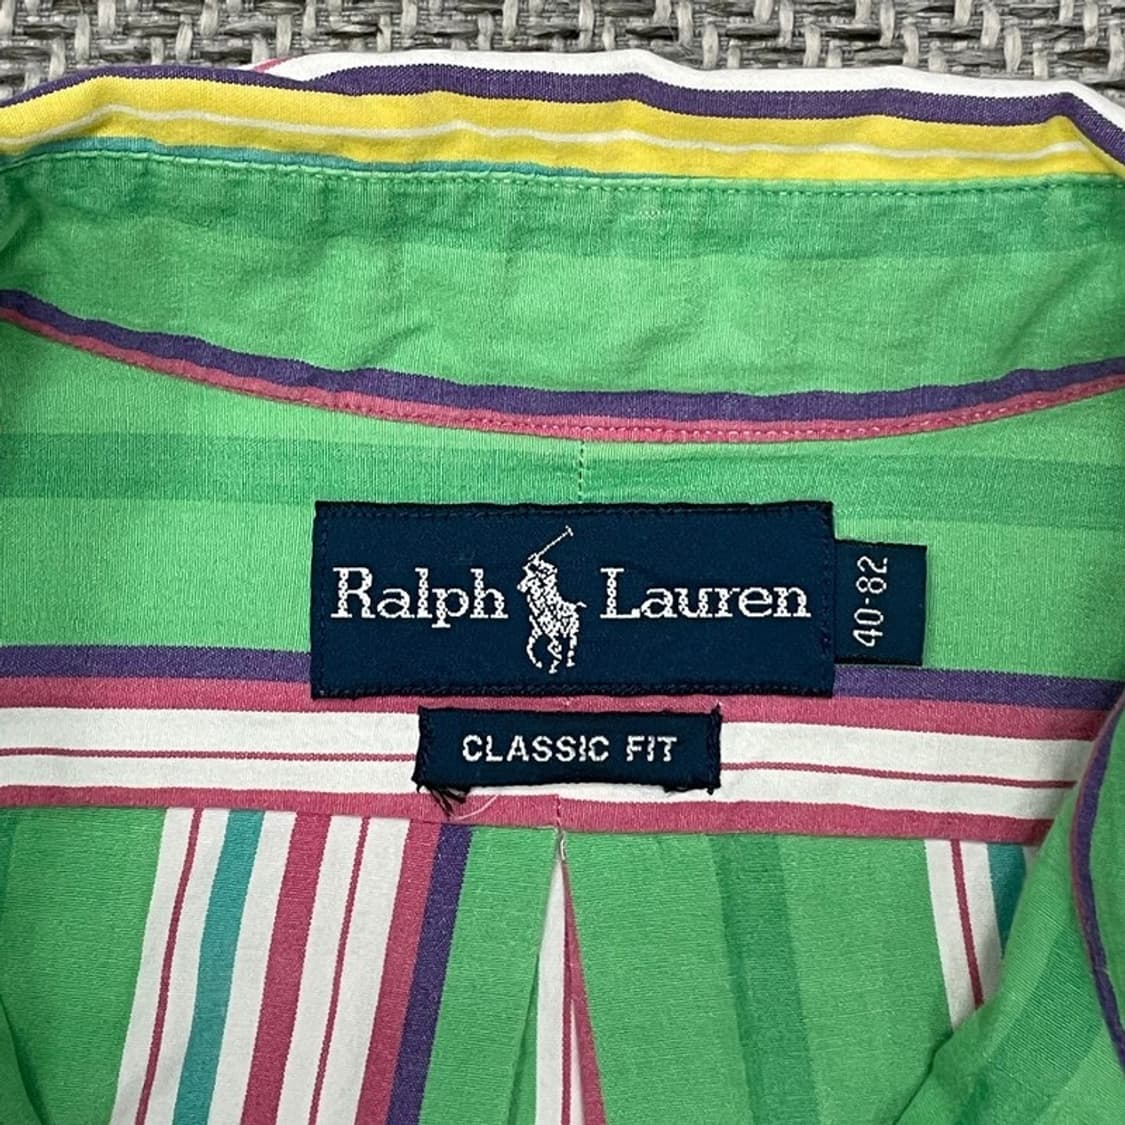 Ralph Lauren
40-82
CLASSIC FIT